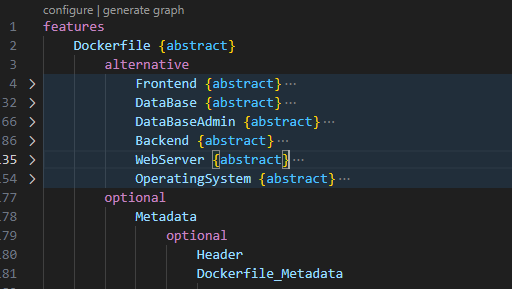 configure | generate graph
1 features
2 Dockerfile {abstract}
3 alternative
4 Frontend {abstract}···
32 DataBase {abstract}···
66 DataBaseAdmin {abstract}···
86 Backend {abstract}···
135 WebServer {abstract}···
154 OperatingSystem {abstract}···
177 optional
178 Metadata
179 optional
180 Header
181 Dockerfile_Metadata